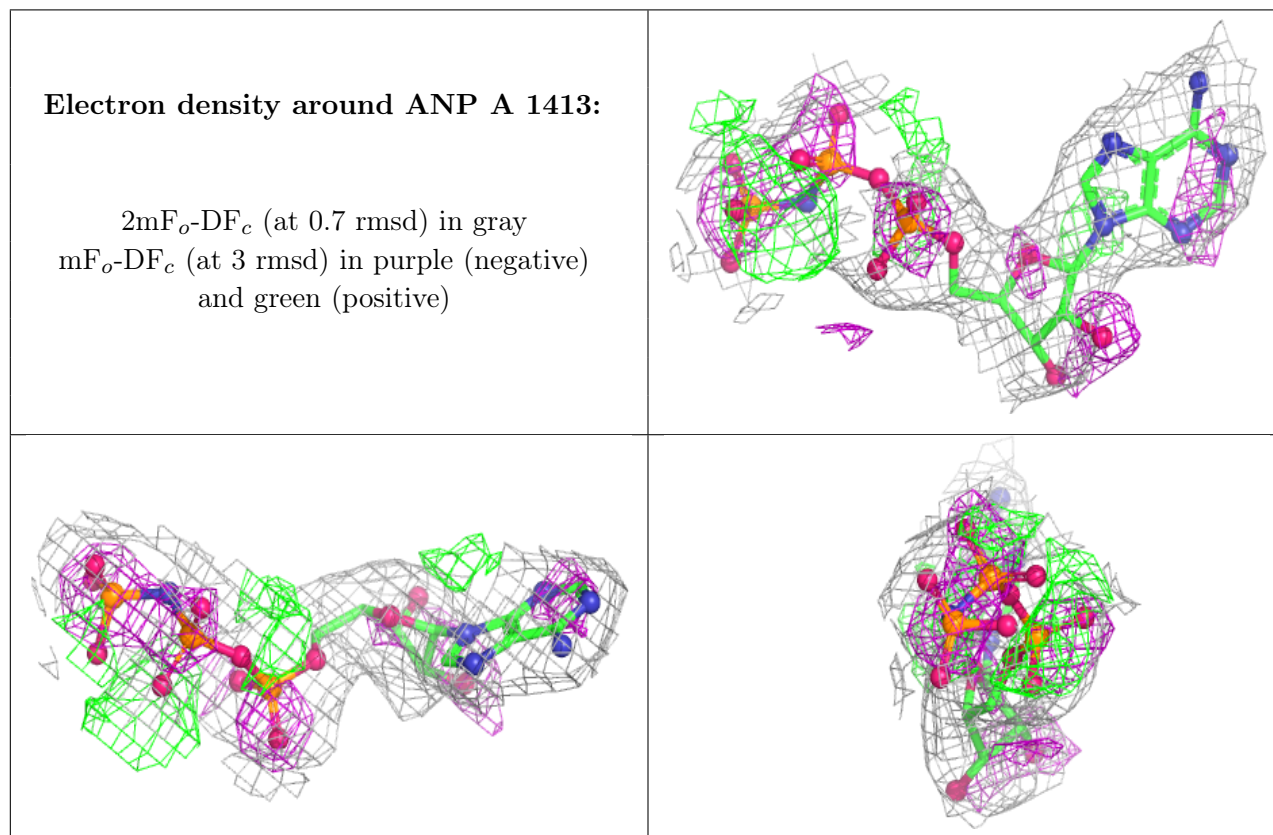 Electron density around ANP A 1413:
2mFo-DFc (at 0.7 rmsd) in gray
mFo-DFc (at 3 rmsd) in purple (negative)
and green (positive)